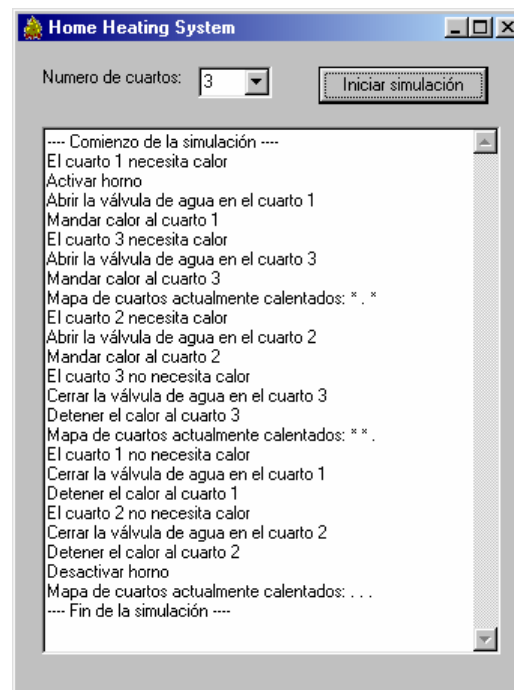 Home Heating System
Numero de cuartos: 3 Iniciar simulación
---- Comienzo de la simulación ----
El cuarto 1 necesita calor
Activar horno
Abrir la válvula de agua en el cuarto 1
Mandar calor al cuarto 1
El cuarto 3 necesita calor
Abrir la válvula de agua en el cuarto 3
Mandar calor al cuarto 3
Mapa de cuartos actualmente calentados: * . *
El cuarto 2 necesita calor
Abrir la válvula de agua en el cuarto 2
Mandar calor al cuarto 2
El cuarto 3 no necesita calor
Cerrar la válvula de agua en el cuarto 3
Detener el calor al cuarto 3
Mapa de cuartos actualmente calentados: * * .
El cuarto 1 no necesita calor
Cerrar la válvula de agua en el cuarto 1
Detener el calor al cuarto 1
El cuarto 2 no necesita calor
Cerrar la válvula de agua en el cuarto 2
Detener el calor al cuarto 2
Desactivar horno
Mapa de cuartos actualmente calentados: . . .
---- Fin de la simulación ----